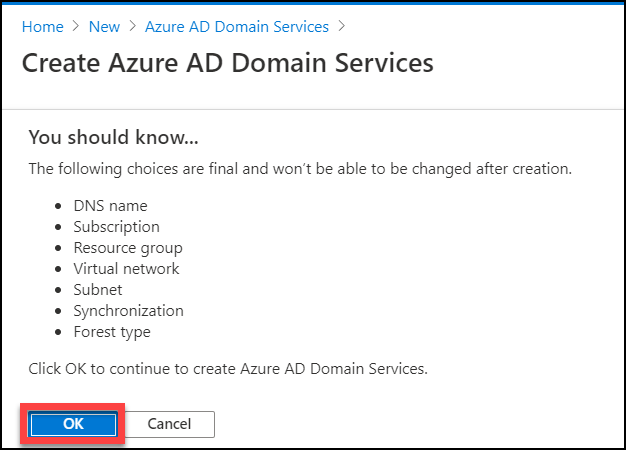 Home > New > Azure AD Domain Services >
Create Azure AD Domain Services
You should know...
The following choices are final and won't be able to be changed after creation.
• DNS name
• Subscription
• Resource group
• Virtual network
• Subnet
• Synchronization
• Forest type
Click OK to continue to create Azure AD Domain Services.
OK Cancel